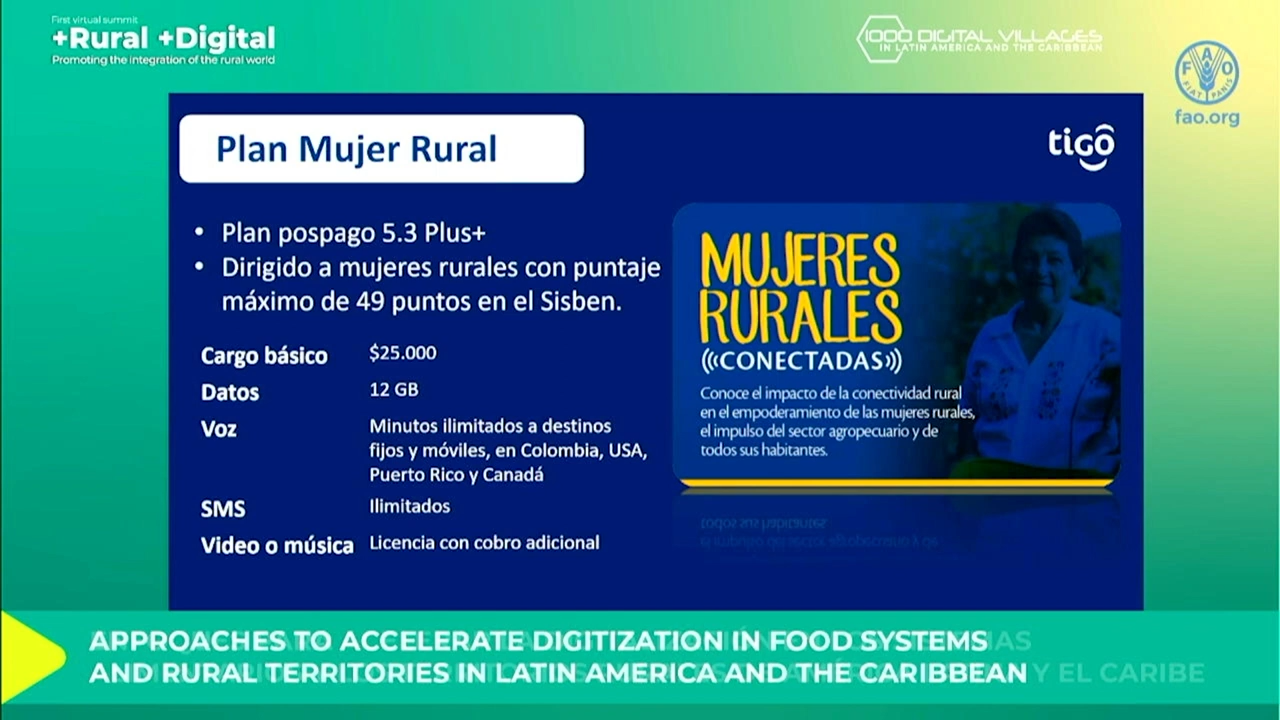 First virtual summit
+Rural +Digital
Promoting the integration of the rural world
1000 DIGITAL VILLAGES
IN LATIN AMERICA AND THE CARIBBEAN
F A O
FIAT PANIS
fao.org
Plan Mujer Rural
tigo
• Plan pospago 5.3 Plus+
• Dirigido a mujeres rurales con puntaje
máximo de 49 puntos en el Sisben.
Cargo básico $25.000
Datos 12 GB
Voz Minutos ilimitados a destinos
fijos y móviles, en Colombia, USA,
Puerto Rico y Canadá
SMS Ilimitados
Video o música Licencia con cobro adicional
MUJERES
RURALES
((CONECTADAS))
Conoce el impacto de la conectividad rural
en el empoderamiento de las mujeres rurales,
el impulso del sector agropecuario y de
todos sus habitantes.
APPROACHES TO ACCELERATE DIGITIZATION IN FOOD SYSTEMS
AND RURAL TERRITORIES IN LATIN AMERICA AND THE CARIBBEAN
Y EL CARIBE